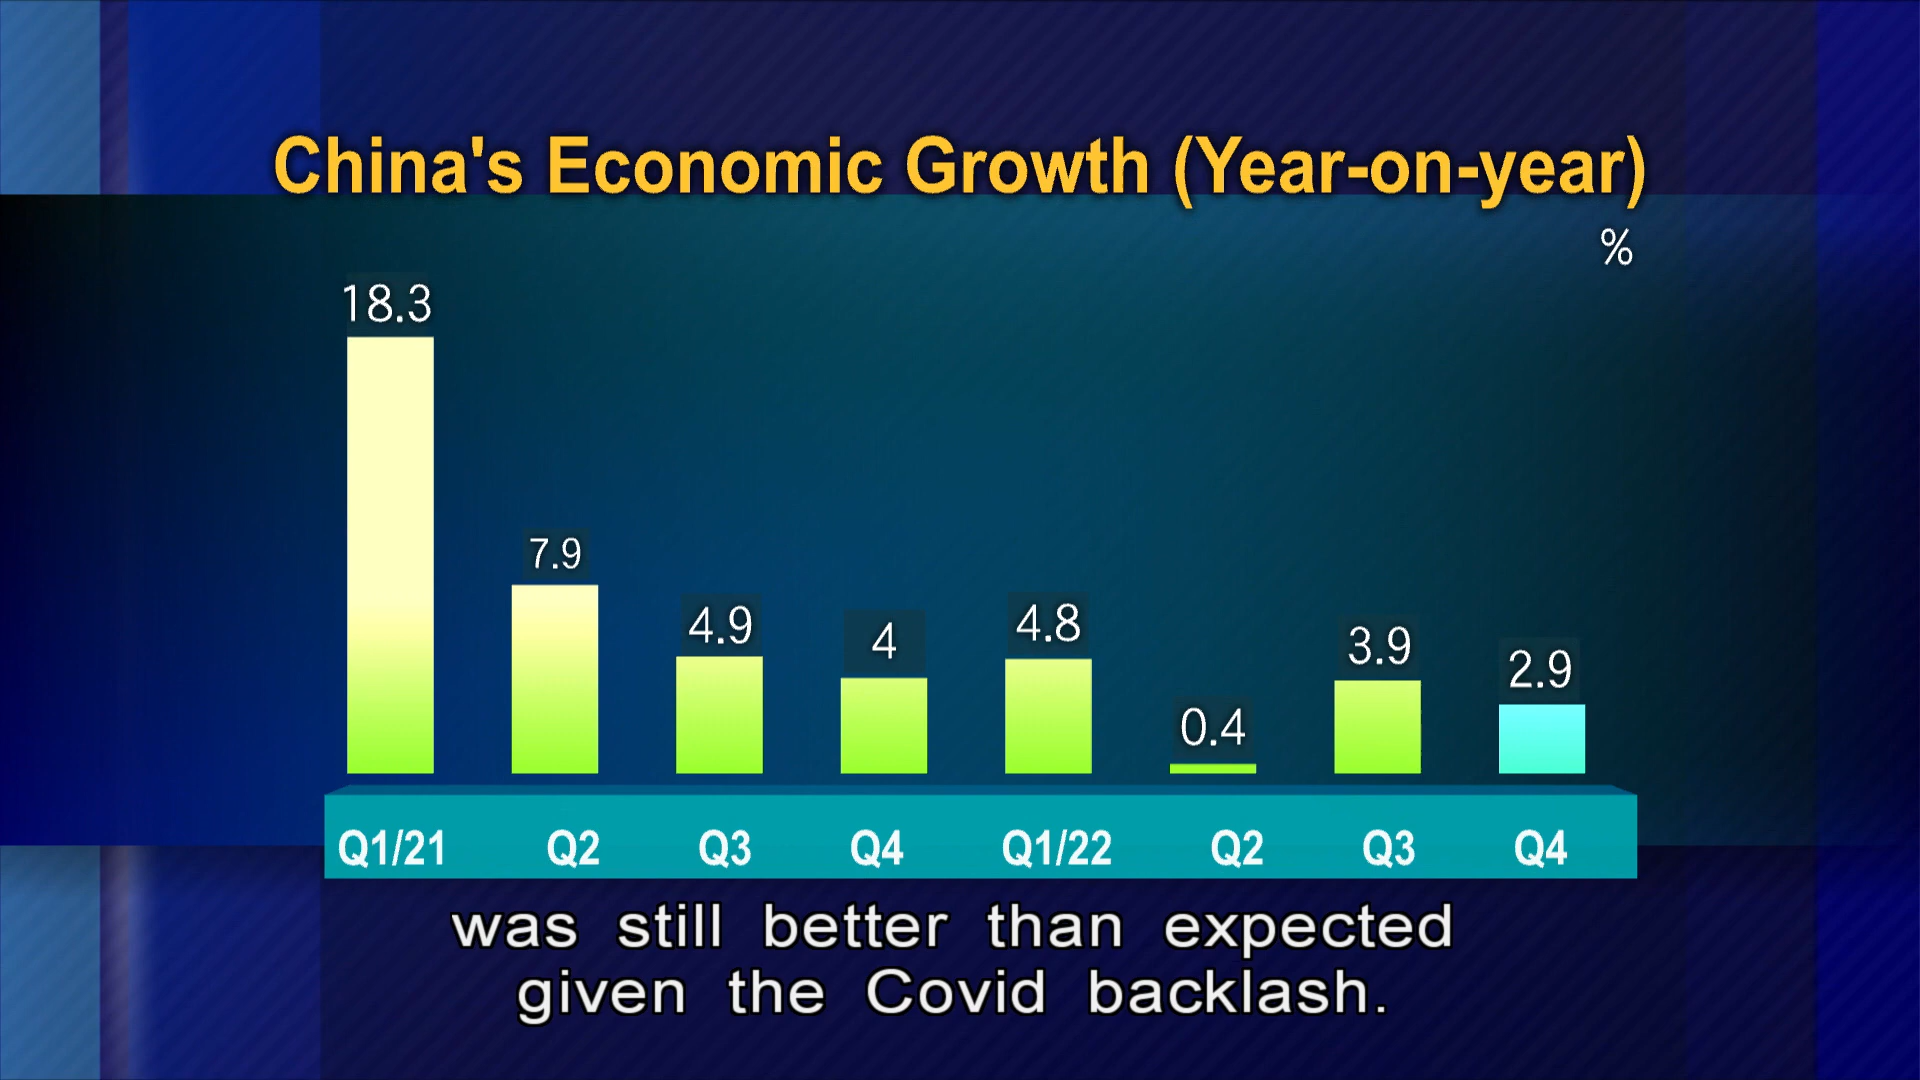 China's Economic Growth (Year-on-year)
%
18.3
7.9
4.9
4
4.8
0.4
3.9
2.9
Q1/21 Q2 Q3 Q4 Q1/22 Q2 Q3 Q4
was still better than expected
given the Covid backlash.